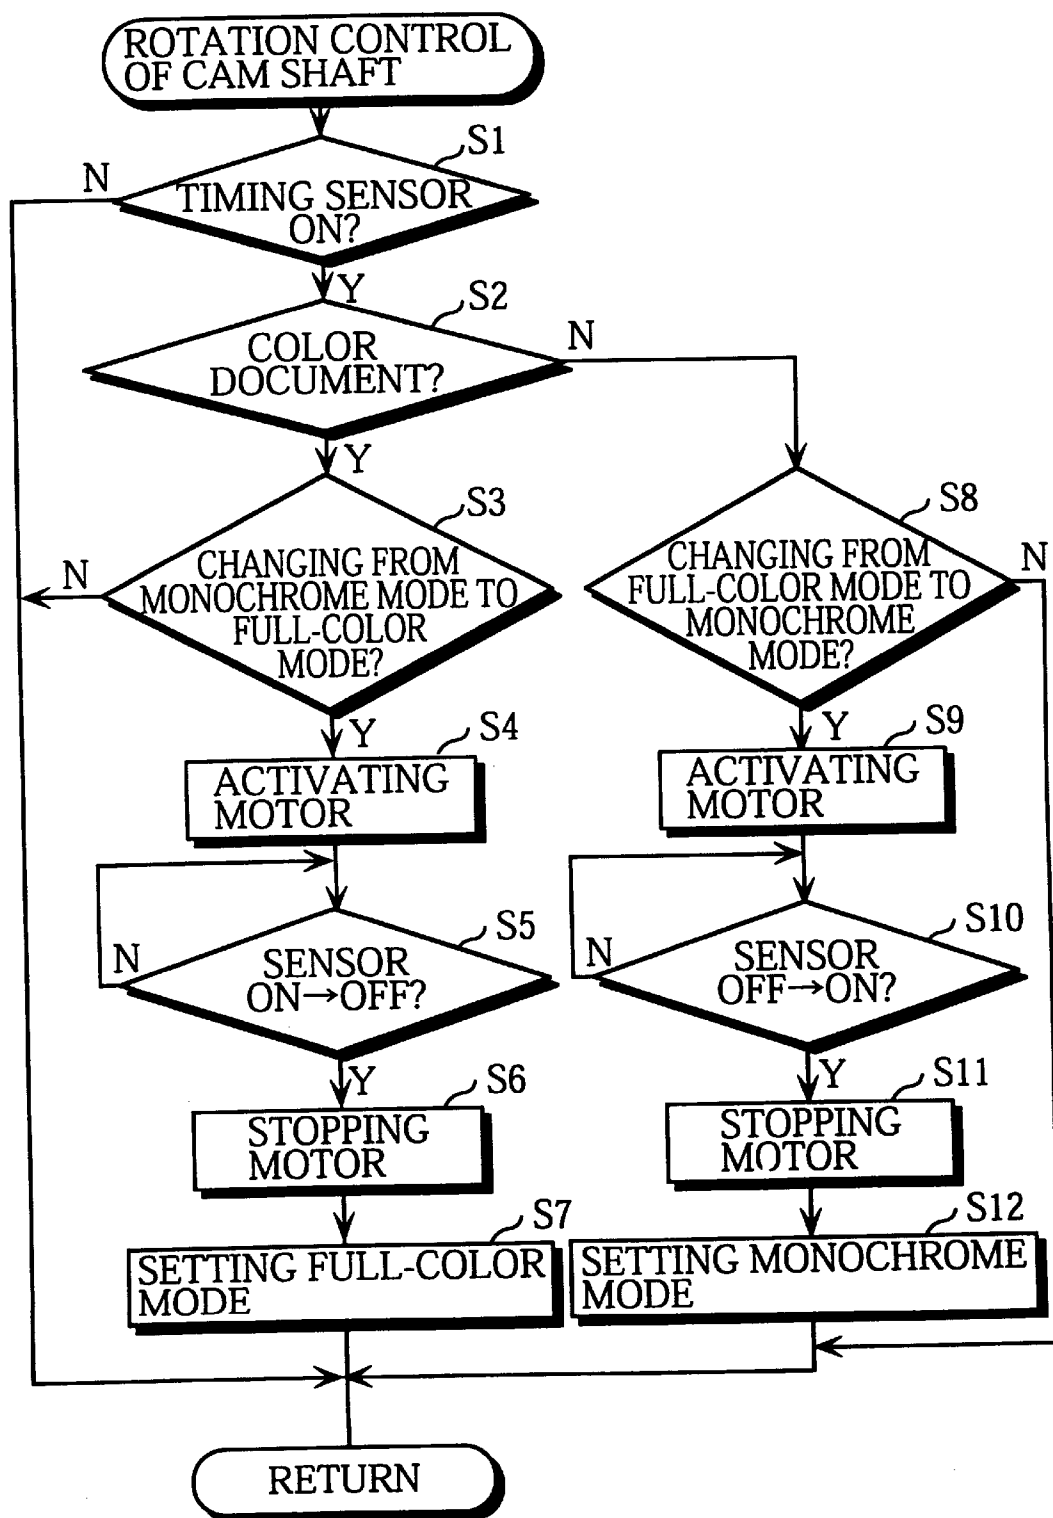 ROTATION CONTROL
OF CAM SHAFT
S1
N
TIMING SENSOR
ON?
Y
S2
N
COLOR
DOCUMENT?
Y
S3
N
CHANGING FROM
MONOCHROME MODE TO
FULL-COLOR
MODE?
Y
S8
N
CHANGING FROM
FULL-COLOR MODE TO
MONOCHROME
MODE?
Y
S4
ACTIVATING
MOTOR
S9
ACTIVATING
MOTOR
S5
N
SENSOR
ON→OFF?
Y
S10
N
SENSOR
OFF→ON?
Y
S6
STOPPING
MOTOR
S11
STOPPING
MOTOR
S7
SETTING FULL-COLOR
MODE
S12
SETTING MONOCHROME
MODE
RETURN